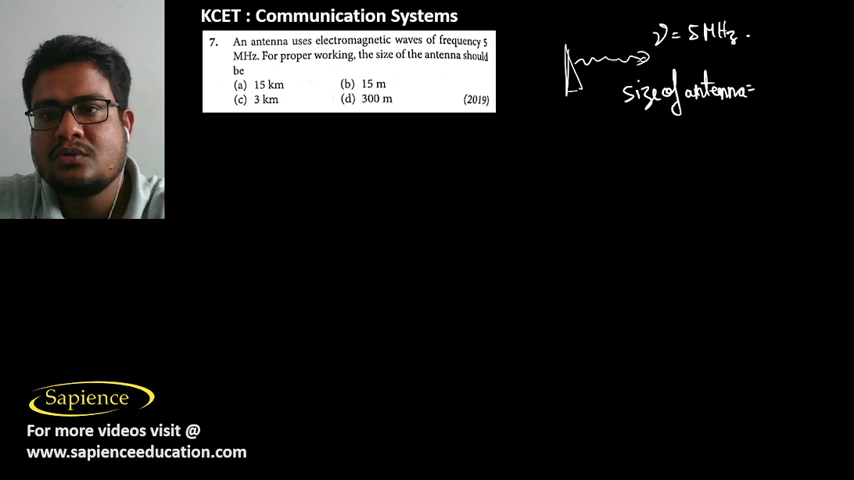 KCET : Communication Systems
7. An antenna uses electromagnetic waves of frequency 5
MHz. For proper working, the size of the antenna should
be
(a) 15 km (b) 15 m
(c) 3 km (d) 300 m (2019)
ν = 5 MHz.
size of antenna=
Sapience
For more videos visit @
www.sapienceeducation.com